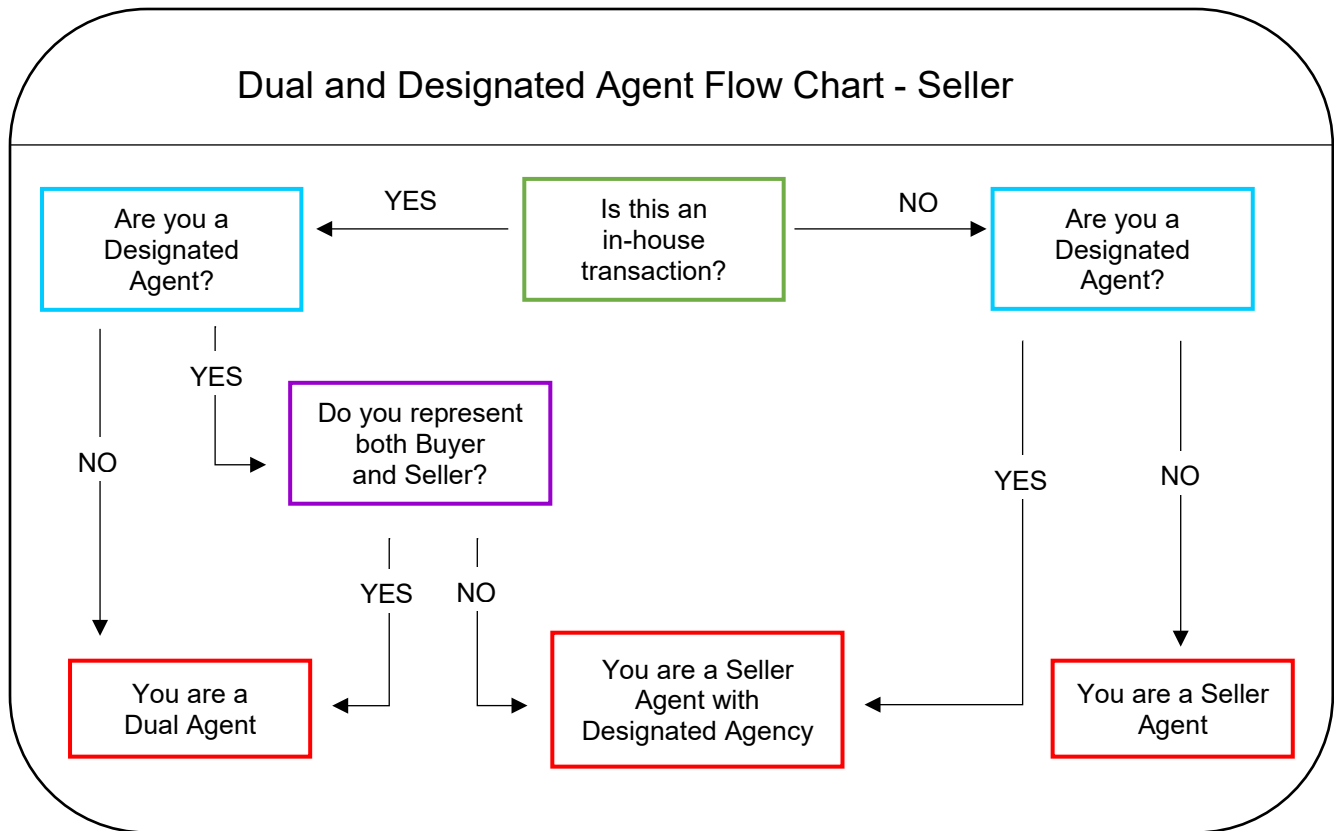 Dual and Designated Agent Flow Chart - Seller
Are you a
Designated
Agent?
YES
Is this an
in-house
transaction?
NO
Are you a
Designated
Agent?
YES
Do you represent
both Buyer
and Seller?
NO
YES
NO
YES
NO
You are a
Dual Agent
You are a Seller
Agent with
Designated Agency
You are a Seller
Agent